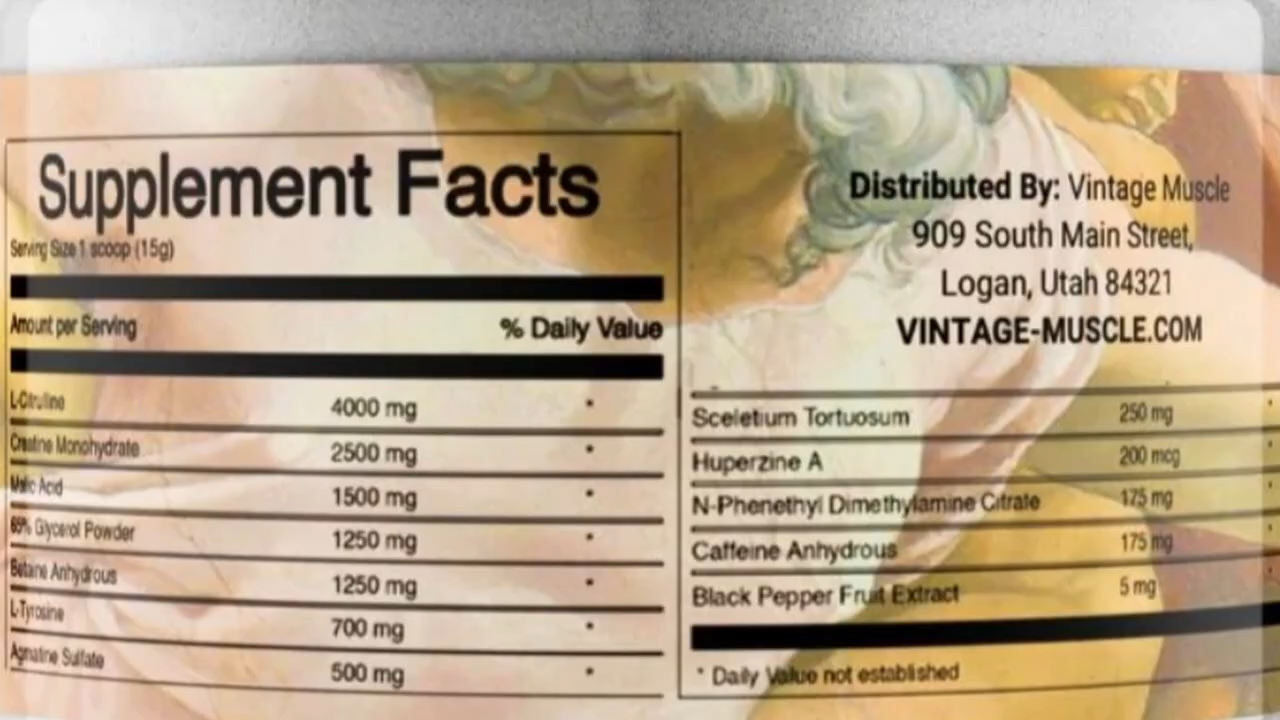 Supplement Facts
Serving Size 1 scoop (15g)
Amount per Serving % Daily Value
L-Citrulline 4000 mg *
Creatine Monohydrate 2500 mg *
Malic Acid 1500 mg *
65% Glycerol Powder 1250 mg *
Betaine Anhydrous 1250 mg *
L-Tyrosine 700 mg *
Agmatine Sulfate 500 mg *
Distributed By: Vintage Muscle
909 South Main Street,
Logan, Utah 84321
VINTAGE-MUSCLE.COM
Sceletium Tortuosum 250 mg *
Huperzine A 200 mcg *
N-Phenethyl Dimethylamine Citrate 175 mg *
Caffeine Anhydrous 175 mg *
Black Pepper Fruit Extract 5 mg *
* Daily Value not established